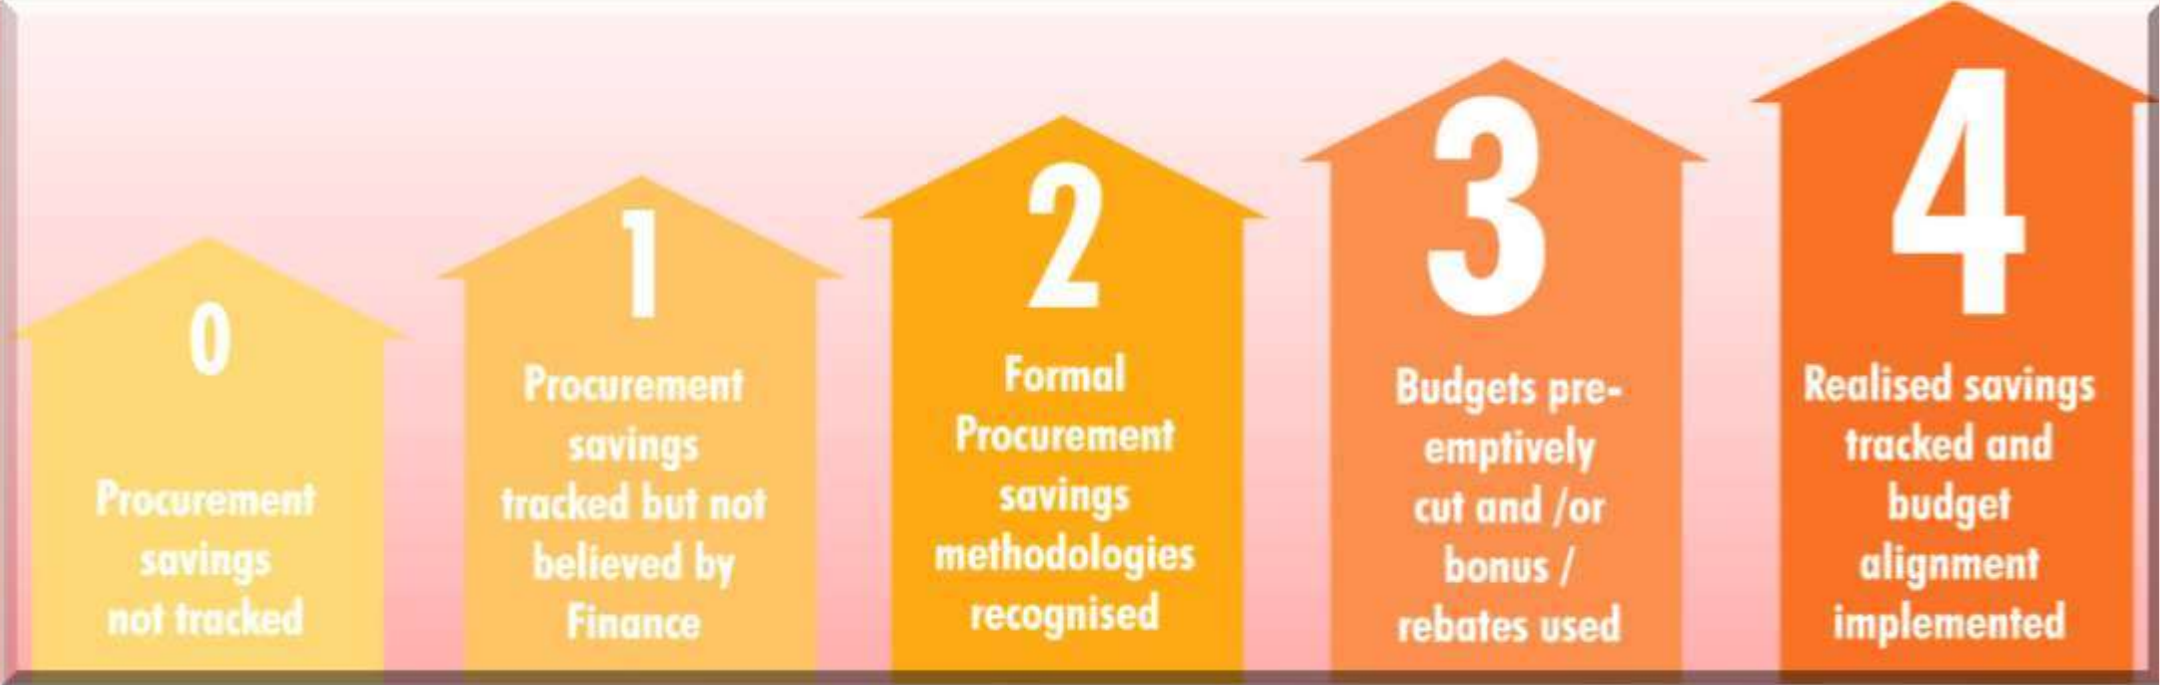 0
Procurement
savings
not tracked
1
Procurement
savings
tracked but not
believed by
Finance
2
Formal
Procurement
savings
methodologies
recognised
3
Budgets pre-
emptively
cut and /or
bonus /
rebates used
4
Realised savings
tracked and
budget
alignment
implemented